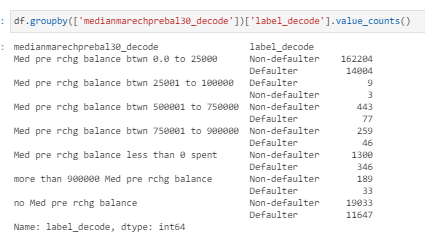 : df.groupby(['medianmarechprebal30_decode'])['label_decode'].value_counts()
: medianmarechprebal30_decode label_decode
Med pre rchg balance btwn 0.0 to 25000 Non-defaulter 162204
Defaulter 14004
Med pre rchg balance btwn 25001 to 100000 Defaulter 9
Non-defaulter 3
Med pre rchg balance btwn 500001 to 750000 Non-defaulter 443
Defaulter 77
Med pre rchg balance btwn 750001 to 900000 Non-defaulter 259
Defaulter 46
Med pre rchg balance less than 0 spent Non-defaulter 1300
Defaulter 346
more than 900000 Med pre rchg balance Non-defaulter 189
Defaulter 33
no Med pre rchg balance Non-defaulter 19033
Defaulter 11647
Name: label_decode, dtype: int64